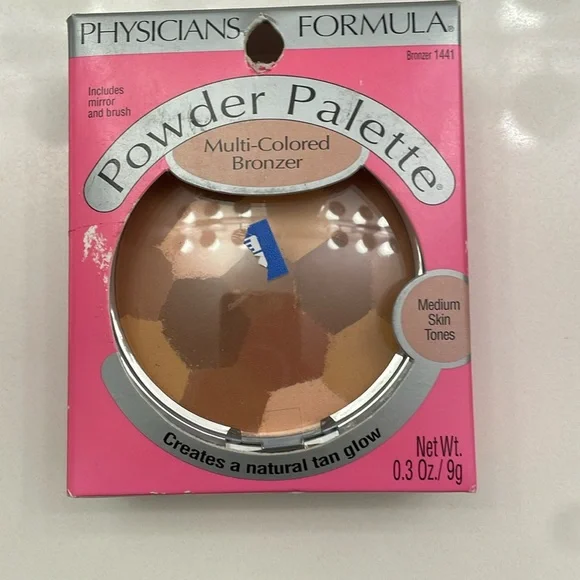 PHYSICIANS FORMULA®
Bronzer 1441
Includes
mirror
and brush
Powder Palette®
Multi-Colored
Bronzer
Medium
Skin
Tones
Creates a natural tan glow
Net Wt.
0.3 Oz./ 9g